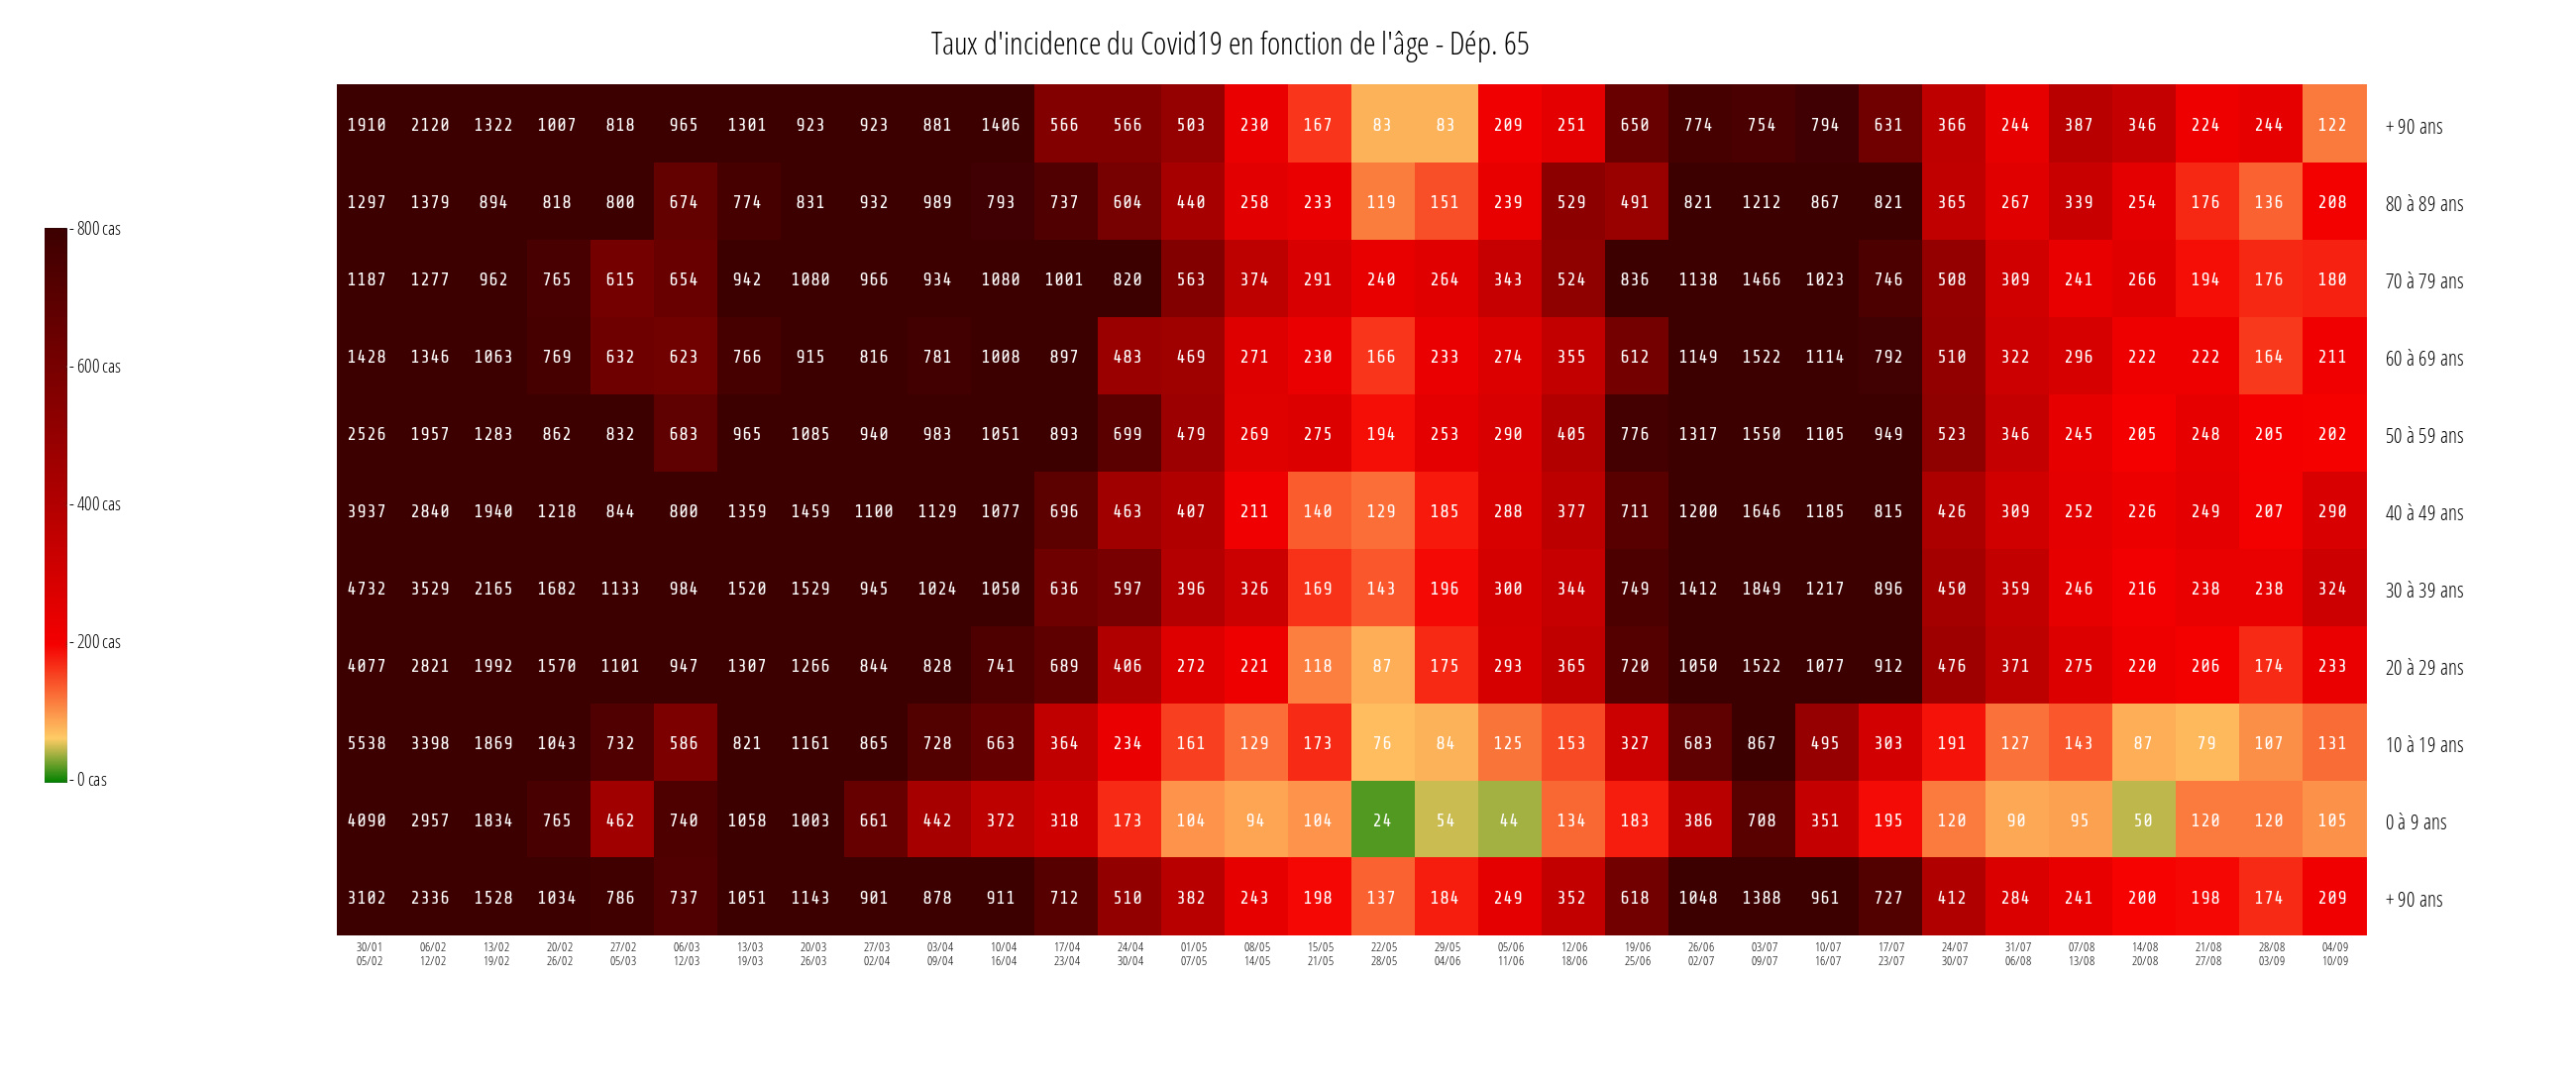 Taux d'incidence du Covid19 en fonction de l'âge - Dép. 65
- 800 cas
- 600 cas
- 400 cas
- 200 cas
- 0 cas
1910 2120 1322 1007 818 965 1301 923 923 881 1406 566 566 503 230 167 83 83 209 251 650 774 754 794 631 366 244 387 346 224 244 122 + 90 ans
1297 1379 894 818 800 674 774 831 932 989 793 737 604 440 258 233 119 151 239 529 491 821 1212 867 821 365 267 339 254 176 136 208 80 à 89 ans
1187 1277 962 765 615 654 942 1080 966 934 1080 1001 820 563 374 291 240 264 343 524 836 1138 1466 1023 746 508 309 241 266 194 176 180 70 à 79 ans
1428 1346 1063 769 632 623 766 915 816 781 1008 897 483 469 271 230 166 233 274 355 612 1149 1522 1114 792 510 322 296 222 222 164 211 60 à 69 ans
2526 1957 1283 862 832 683 965 1085 940 983 1051 893 699 479 269 275 194 253 290 405 776 1317 1550 1105 949 523 346 245 205 248 205 202 50 à 59 ans
3937 2840 1940 1218 844 800 1359 1459 1100 1129 1077 696 463 407 211 140 129 185 288 377 711 1200 1646 1185 815 426 309 252 226 249 207 290 40 à 49 ans
4732 3529 2165 1682 1133 984 1520 1529 945 1024 1050 636 597 396 326 169 143 196 300 344 749 1412 1849 1217 896 450 359 246 216 238 238 324 30 à 39 ans
4077 2821 1992 1570 1101 947 1307 1266 844 828 741 689 406 272 221 118 87 175 293 365 720 1050 1522 1077 912 476 371 275 220 206 174 233 20 à 29 ans
5538 3398 1869 1043 732 586 821 1161 865 728 663 364 234 161 129 173 76 84 125 153 327 683 867 495 303 191 127 143 87 79 107 131 10 à 19 ans
4090 2957 1834 765 462 740 1058 1003 661 442 372 318 173 104 94 104 24 54 44 134 183 386 708 351 195 120 90 95 50 120 120 105 0 à 9 ans
3102 2336 1528 1034 786 737 1051 1143 901 878 911 712 510 382 243 198 137 184 249 352 618 1048 1388 961 727 412 284 241 200 198 174 209 + 90 ans
30/01 06/02 13/02 20/02 27/02 06/03 13/03 20/03 27/03 03/04 10/04 17/04 24/04 01/05 08/05 15/05 22/05 29/05 05/06 12/06 19/06 26/06 03/07 10/07 17/07 24/07 31/07 07/08 14/08 21/08 28/08 04/09
05/02 12/02 19/02 26/02 05/03 12/03 19/03 26/03 02/04 09/04 16/04 23/04 30/04 07/05 14/05 21/05 28/05 04/06 11/06 18/06 25/06 02/07 09/07 16/07 23/07 30/07 06/08 13/08 20/08 27/08 03/09 10/09